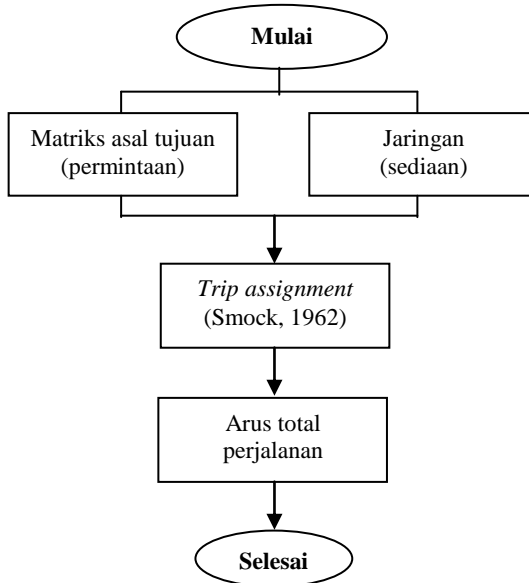 Mulai
Matriks asal tujuan
(permintaan)
Jaringan
(sediaan)
Trip assignment
(Smock, 1962)
Arus total
perjalanan
Selesai